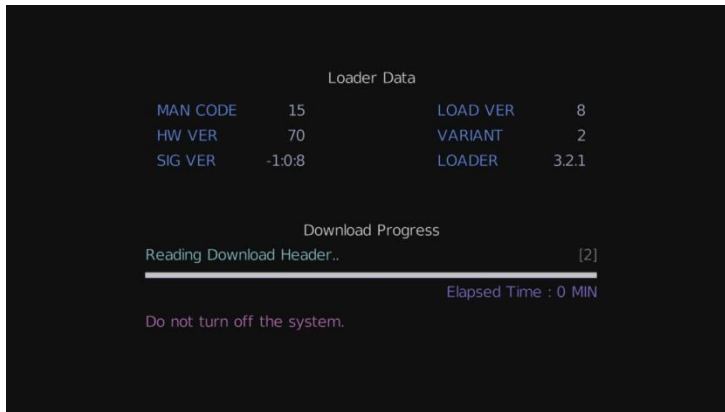 Loader Data
MAN CODE 15 LOAD VER 8
HW VER 70 VARIANT 2
SIG VER -1:0:8 LOADER 3.2.1
Download Progress
Reading Download Header.. [2]
Elapsed Time : 0 MIN
Do not turn off the system.